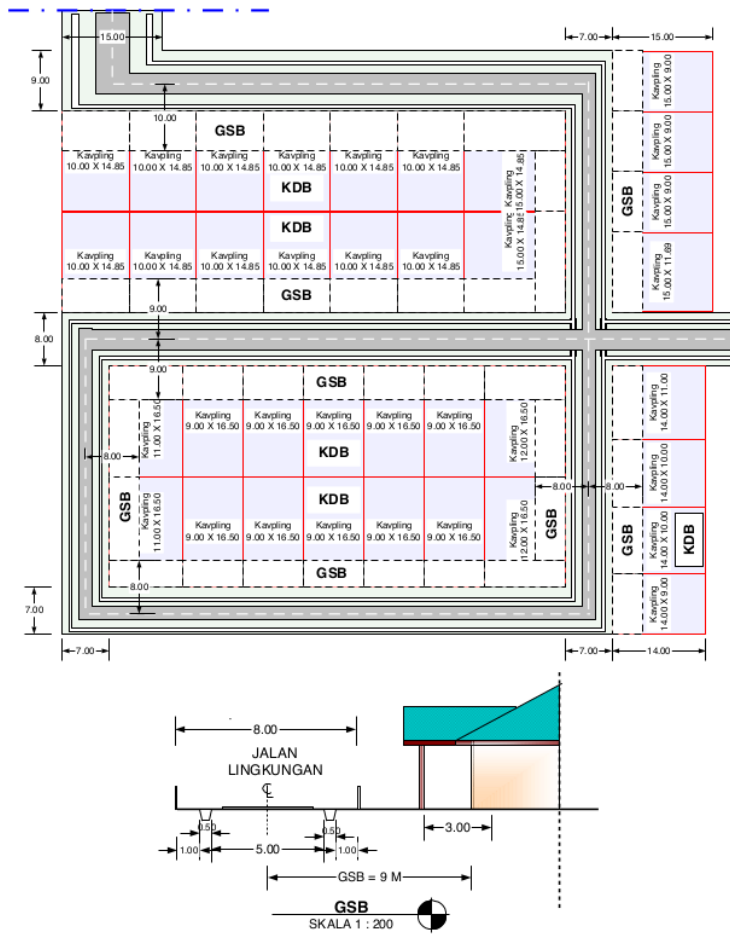 15.00
7.00
15.00
9.00
10.00
GSB
Kavpling
15.00 X 9.00
Kavpling
15.00 X 9.00
Kavpling
15.00 X 9.00
Kavpling
15.00 X 11.69
GSB
Kavpling
10.00 X 14.85
Kavpling
10.00 X 14.85
Kavpling
10.00 X 14.85
Kavpling
10.00 X 14.85
Kavpling
10.00 X 14.85
Kavpling
10.00 X 14.85
Kavpling
15.00 X 14.85
KDB
KDB
Kavpling
15.00 X 14.85
Kavpling
10.00 X 14.85
Kavpling
10.00 X 14.85
Kavpling
10.00 X 14.85
Kavpling
10.00 X 14.85
Kavpling
10.00 X 14.85
Kavpling
10.00 X 14.85
GSB
9.00
8.00
9.00
GSB
Kavpling
11.00 X 16.50
Kavpling
9.00 X 16.50
Kavpling
9.00 X 16.50
Kavpling
9.00 X 16.50
Kavpling
9.00 X 16.50
Kavpling
9.00 X 16.50
Kavpling
12.00 X 16.50
Kavpling
14.00 X 11.00
Kavpling
14.00 X 10.00
8.00
KDB
8.00
8.00
GSB
Kavpling
11.00 X 16.50
KDB
Kavpling
9.00 X 16.50
Kavpling
9.00 X 16.50
Kavpling
9.00 X 16.50
Kavpling
9.00 X 16.50
Kavpling
9.00 X 16.50
Kavpling
12.00 X 16.50
GSB
GSB
Kavpling
14.00 X 10.00
KDB
Kavpling
14.00 X 9.00
GSB
8.00
7.00
7.00
7.00
14.00
8.00
JALAN
LINGKUNGAN
0.50
0.50
1.00
5.00
1.00
3.00
GSB = 9 M
GSB
SKALA 1 : 200